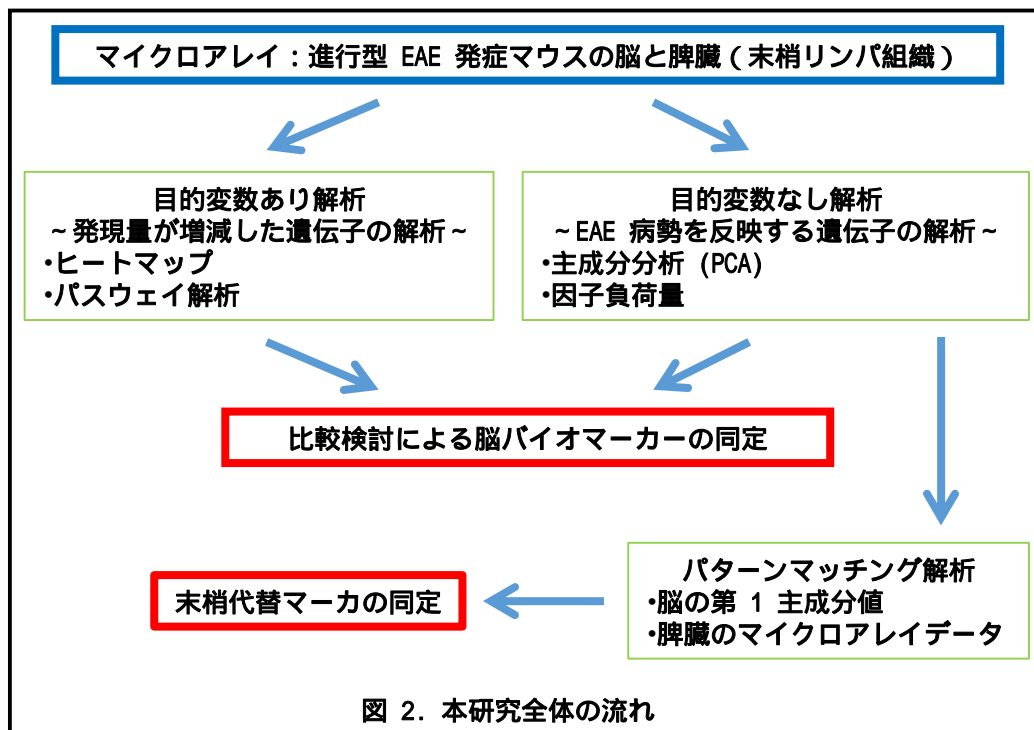 マイクロアレイ：進行型 EAE 発症マウスの脳と脾臓（末梢リンパ組織）
目的変数あり解析
～発現量が増減した遺伝子の解析～
・ヒートマップ
・パスウェイ解析
目的変数なし解析
～EAE 病勢を反映する遺伝子の解析～
・主成分分析 (PCA)
・因子負荷量
比較検討による脳バイオマーカーの同定
パターンマッチング解析
・脳の第 1 主成分値
・脾臓のマイクロアレイデータ
末梢代替マーカの同定
図 2. 本研究全体の流れ